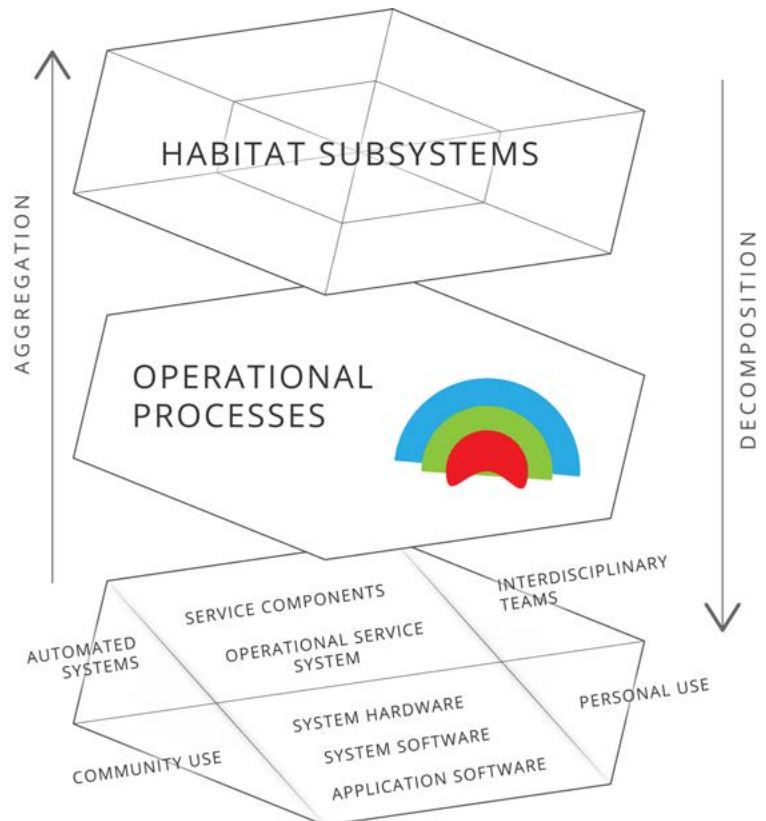 HABITAT SUBSYSTEMS
AGGREGATION
DECOMPOSITION
OPERATIONAL
PROCESSES
SERVICE COMPONENTS
INTERDISCIPLINARY
TEAMS
AUTOMATED
SYSTEMS
OPERATIONAL SERVICE
SYSTEM
PERSONAL USE
SYSTEM HARDWARE
SYSTEM SOFTWARE
COMMUNITY USE
APPLICATION SOFTWARE